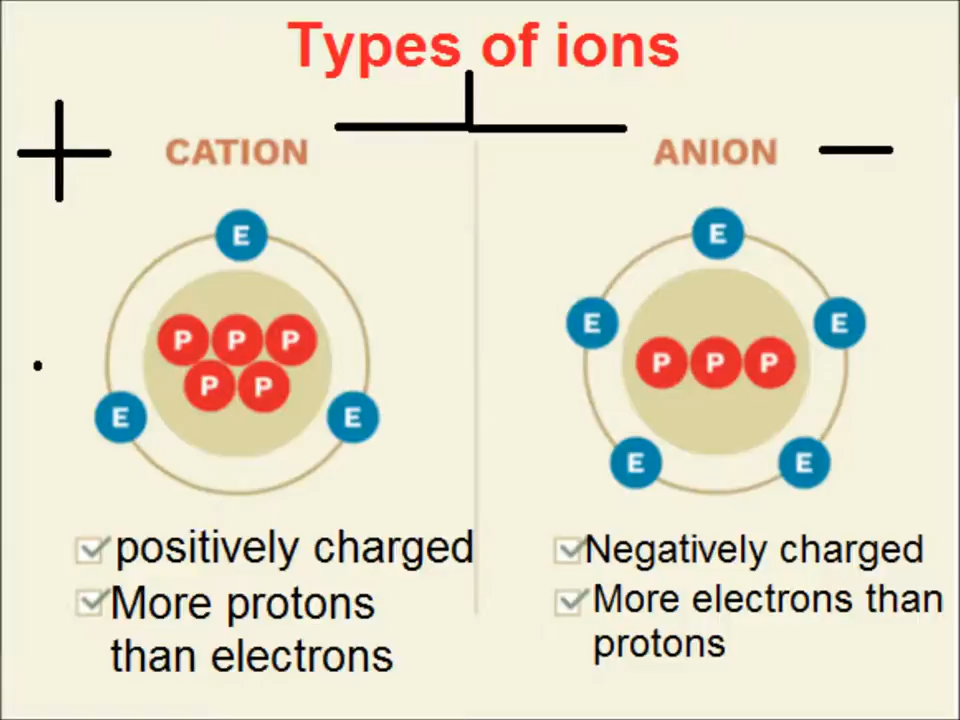 Types of ions
CATION
ANION
E
P P P
P P
E
E
E
E
E
P P P
E
E
positively charged
More protons
than electrons
Negatively charged
More electrons than
protons